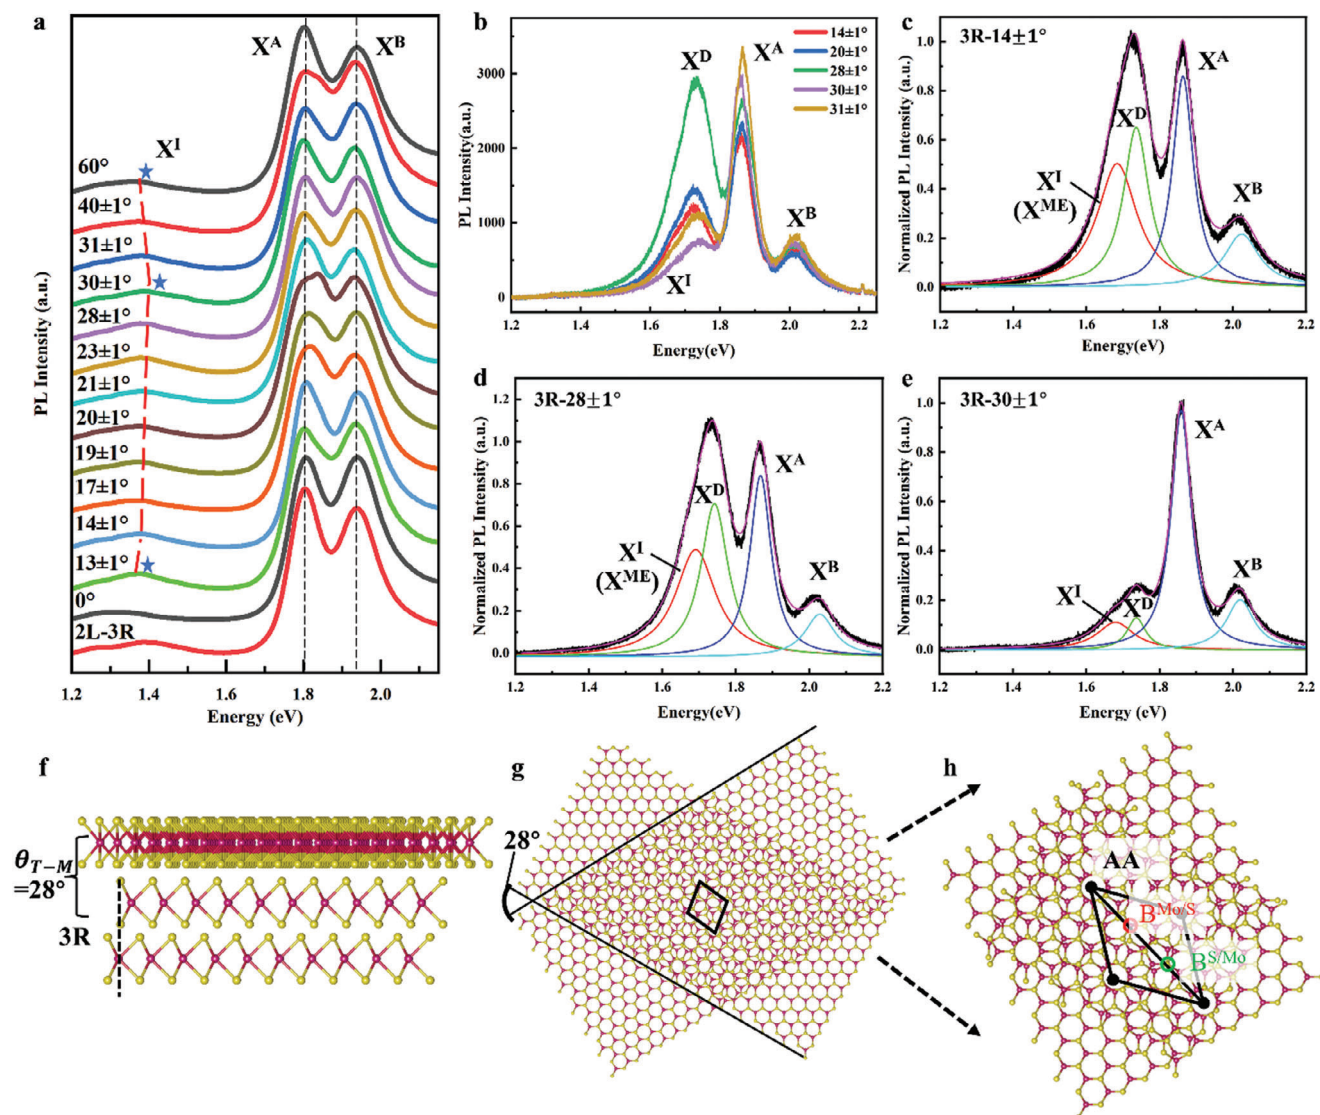 a
X^A
X^B
X^I
60°
40±1°
31±1°
30±1°
28±1°
23±1°
21±1°
20±1°
19±1°
17±1°
14±1°
13±1°
0°
2L-3R
PL Intensity (a.u.)
1.2 1.4 1.6 1.8 2.0
Energy (eV)
b
X^D
X^A
X^B
X^I
14±1°
20±1°
28±1°
30±1°
31±1°
3000
2000
1000
0
PL Intensity(a.u.)
1.2 1.4 1.6 1.8 2.0 2.2
Energy(eV)
c
3R-14±1°
X^A
X^D
X^I
(X^ME)
X^B
1.0
0.8
0.6
0.4
0.2
0.0
Normalized PL Intensity (a.u.)
1.2 1.4 1.6 1.8 2.0 2.2
Energy(eV)
d
3R-28±1°
X^A
X^D
X^I
(X^ME)
X^B
1.2
1.0
0.8
0.6
0.4
0.2
0.0
Normalized PL Intensity (a.u.)
1.2 1.4 1.6 1.8 2.0 2.2
Energy(eV)
e
3R-30±1°
X^A
X^B
X^I
X^D
1.0
0.8
0.6
0.4
0.2
0.0
Normalized PL Intensity (a.u.)
1.2 1.4 1.6 1.8 2.0 2.2
Energy(eV)
f
θ_T-M
=28°
3R
g
28°
h
AA
B^Mo/S
B^S/Mo